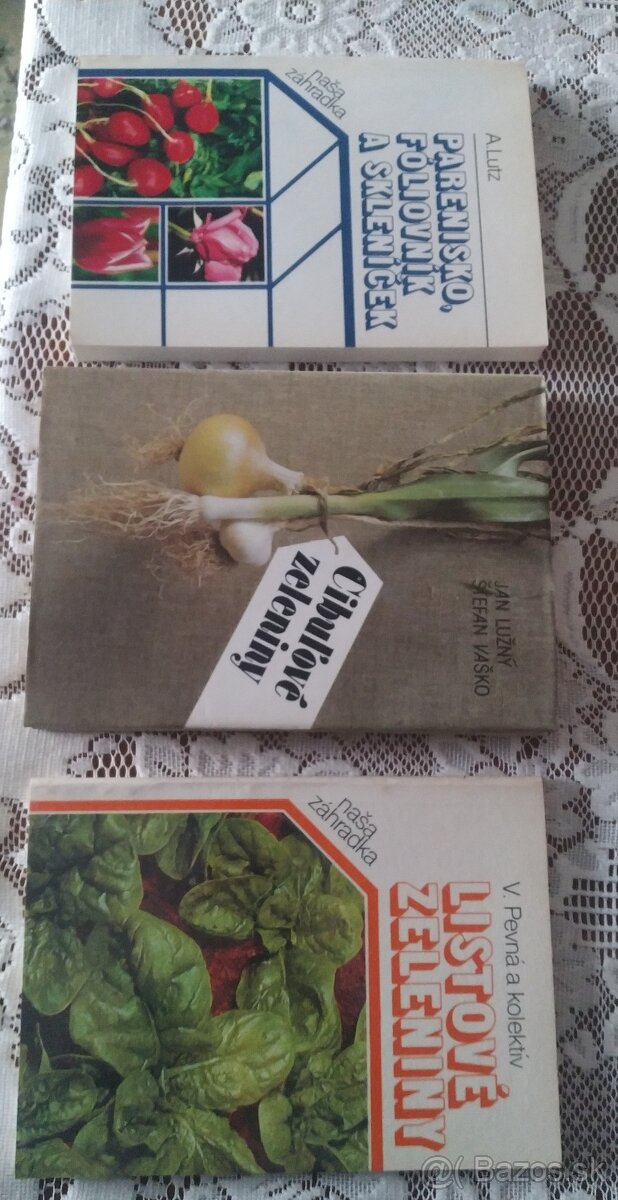 A. Lutz
PARENISKO,
FÓLIOVNÍK
A SKLENÍČEK
naša
záhradka
JÁN LUŽNÝ
ŠTEFAN VAŠKO
Cibuľové
zeleniny
V. Pevná a kolektív
LISTOVÉ
ZELENINY
naša
záhradka
Bazos.sk